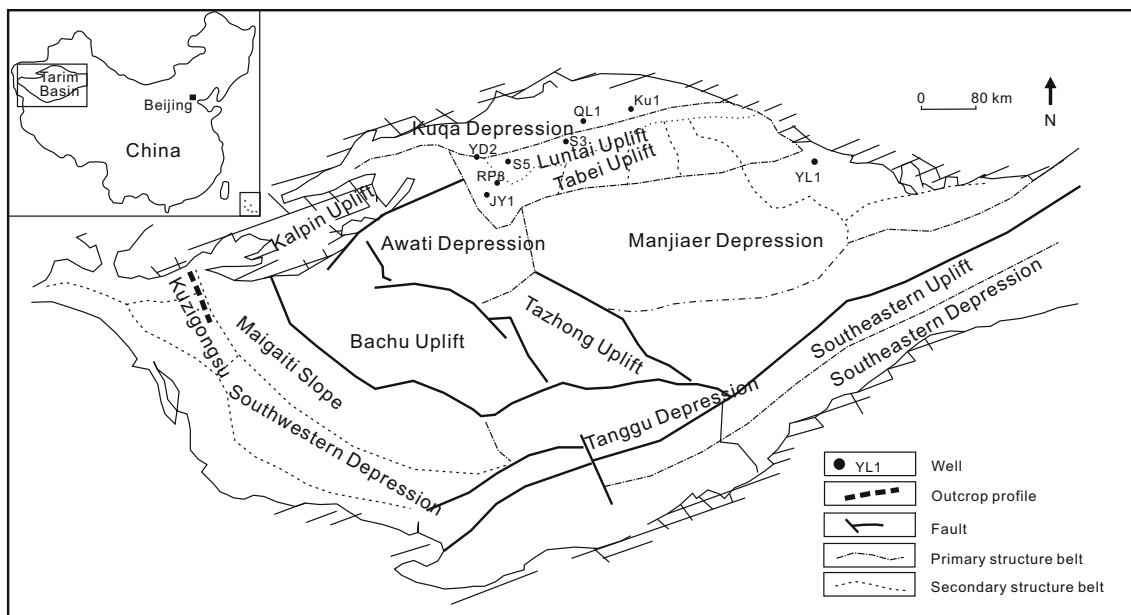 Tarim
Basin
Beijing
China
0 80 km
N
Ku1
QL1
Kuqa Depression
S3
YD2
S5
Luntai Uplift
Tabei Uplift
RP8
JY1
YL1
Kalpin Uplift
Awati Depression
Manjiaer Depression
Kuzigongsu
Maigaiti Slope
Bachu Uplift
Tazhong Uplift
Southeastern Uplift
Southeastern Depression
Southwestern Depression
Tanggu Depression
YL1 Well
Outcrop profile
Fault
Primary structure belt
Secondary structure belt